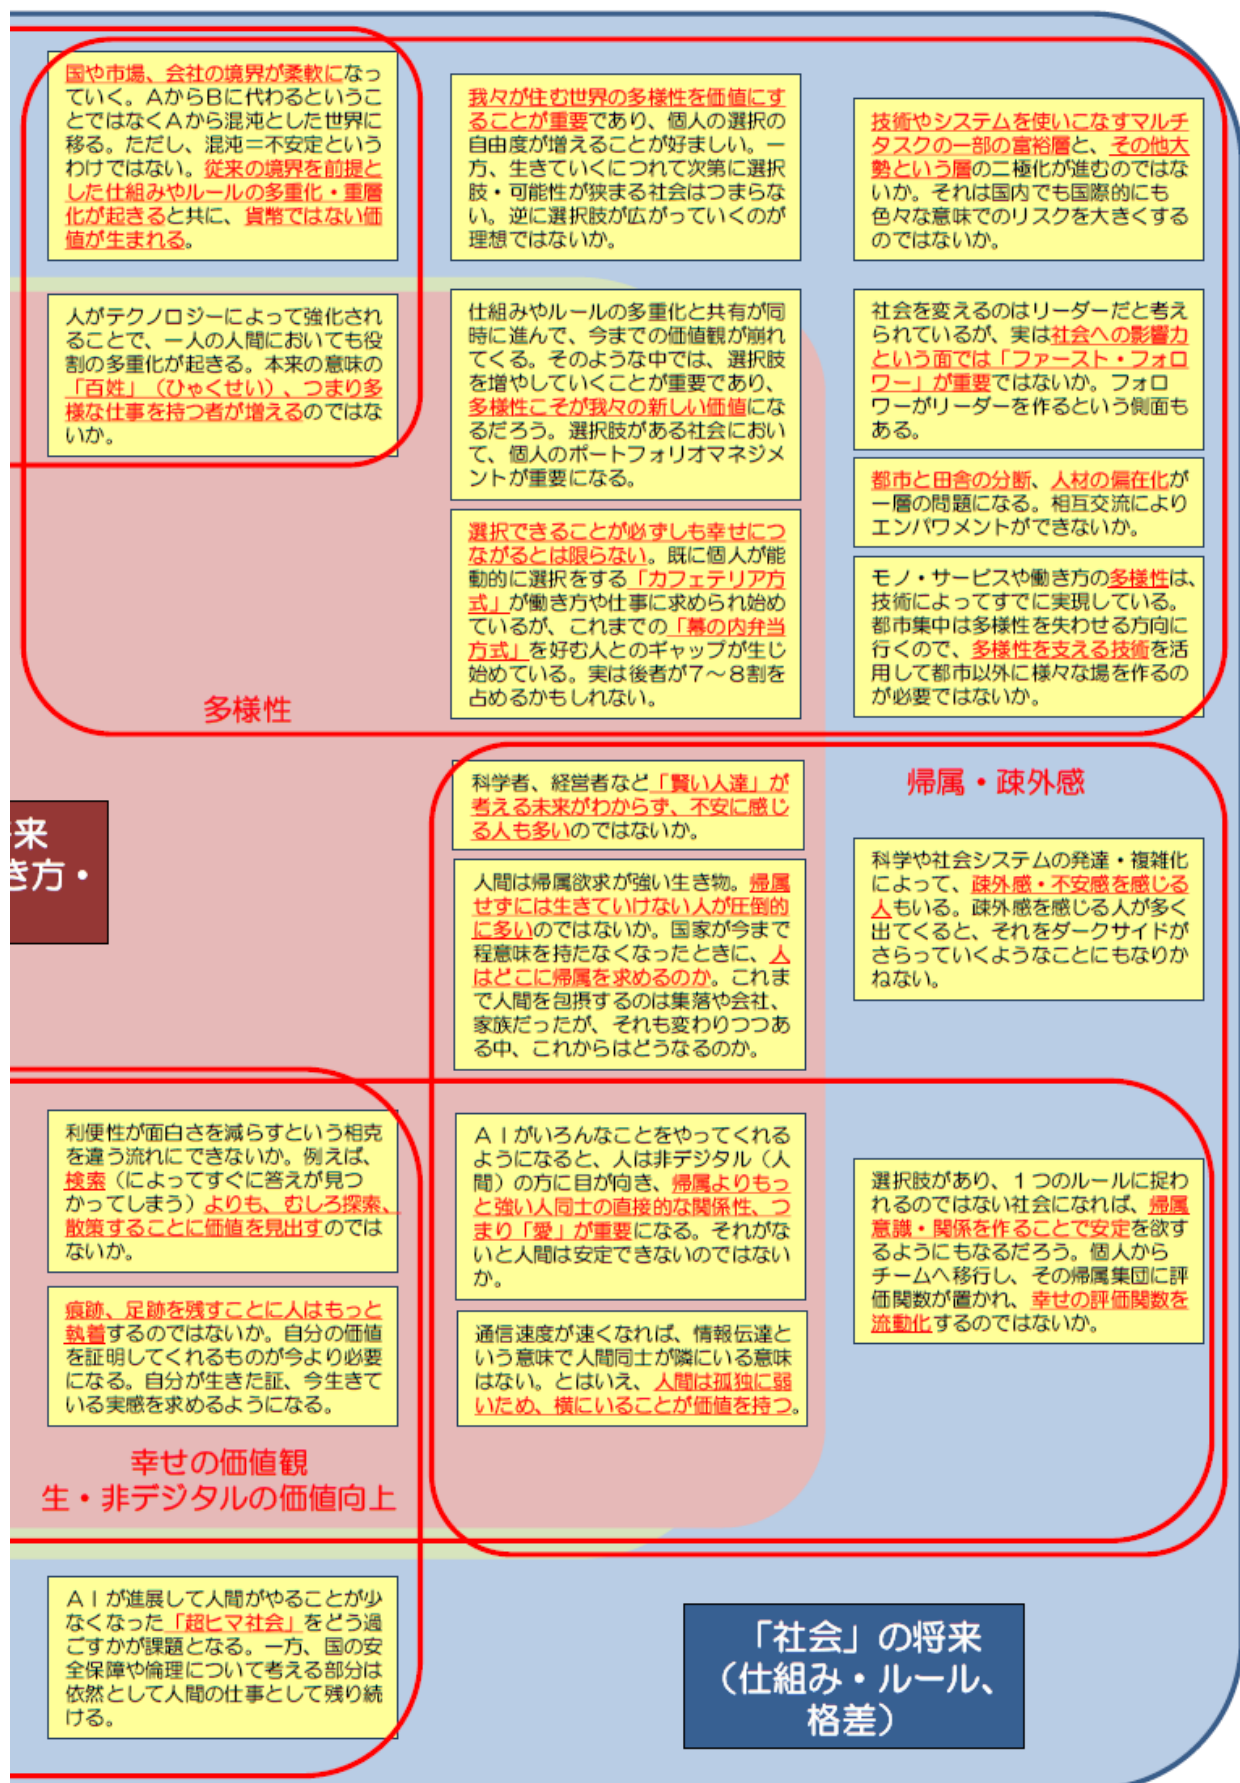 国や市場、会社の境界が柔軟になっ
ていく。AからBに代わるというこ
とではなくAから混沌とした世界に
移る。ただし、混沌=不安定という
わけではない。従来の境界を前提と
した仕組みやルールの多重化・重層
化が起きると共に、貨幣ではない価
値が生まれる。
人がテクノロジーによって強化され
ることで、一人の人間においても役
割の多重化が起きる。本来の意味の
「百姓」(ひゃくせい)、つまり多
様な仕事を持つ者が増えるのではな
いか。
我々が住む世界の多様性を価値にす
ることが重要であり、個人の選択の
自由度が増えることが好ましい。一
方、生きていくにつれて次第に選択
肢・可能性が狭まる社会はつまらな
い。逆に選択肢が広がっていくのが
理想ではないか。
仕組みやルールの多重化と共有が同
時に進んで、今までの価値観が崩れ
てくる。そのような中では、選択肢
を増やしていくことが重要であり、
多様性こそが我々の新しい価値にな
るだろう。選択肢がある社会におい
て、個人のポートフォリオマネジメ
ントが重要になる。
選択できることが必ずしも幸せにつ
ながるとは限らない。既に個人が能
動的に選択をする「カフェテリア方
式」が働き方や仕事に求められ始め
ているが、これまでの「幕の内弁当
方式」を好む人とのギャップが生じ
始めている。実は後者が7~8割を
占めるかもしれない。
技術やシステムを使いこなすマルチ
タスクの一部の富裕層と、その他大
勢という層の二極化が進むのではな
いか。それは国内でも国際的にも
色々な意味でのリスクを大きくする
のではないか。
社会を変えるのはリーダーだと考え
られているが、実は社会への影響力
という面では「ファースト・フォロ
ワー」が重要ではないか。フォロ
ワーがリーダーを作るという側面も
ある。
都市と田舎の分断、人材の偏在化が
一層の問題になる。相互交流により
エンパワメントができないか。
モノ・サービスや働き方の多様性は、
技術によってすでに実現している。
都市集中は多様性を失わせる方向に
行くので、多様性を支える技術を活
用して都市以外に様々な場を作るの
が必要ではないか。
多様性
来
き方・
科学者、経営者など「賢い人達」が
考える未来がわからず、不安に感じ
る人も多いのではないか。
人間は帰属欲求が強い生き物。帰属
せずには生きていけない人が圧倒的
に多いのではないか。国家が今まで
程意味を持たなくなったときに、人
はどこに帰属を求めるのか。これま
で人間を包摂するのは集落や会社、
家族だったが、それも変わりつつあ
る中、これからはどうなるのか。
帰属・疎外感
科学や社会システムの発達・複雑化
によって、疎外感・不安感を感じる
人もいる。疎外感を感じる人が多く
出てくると、それをダークサイドが
さらっていくようなことにもなりか
ねない。
利便性が面白さを減らすという相克
を違う流れにできないか。例えば、
検索(によってすぐに答えが見つ
かってしまう)よりも、むしろ探索、
散策することに価値を見出すのでは
ないか。
痕跡、足跡を残すことに人はもっと
執着するのではないか。自分の価値
を証明してくれるものが今より必要
になる。自分が生きた証、今生きて
いる実感を求めるようになる。
幸せの価値観
生・非デジタルの価値向上
AIがいろんなことをやってくれる
ようになると、人は非デジタル(人
間)の方に目が向き、帰属よりもっ
と強い人同士の直接的な関係性、つ
まり「愛」が重要になる。それがな
いと人間は安定できないのではない
か。
通信速度が速くなれば、情報伝達と
いう意味で人間同士が隣にいる意味
はない。とはいえ、人間は孤独に弱
いため、横にいることが価値を持つ。
選択肢があり、1つのルールに捉わ
れるのではない社会になれば、帰属
意識・関係を作ることで安定を欲す
るようにもなるだろう。個人から
チームへ移行し、その帰属集団に評
価関数が置かれ、幸せの評価関数を
流動化するのではないか。
AIが進展して人間がやることが少
なくなった「超ヒマ社会」をどう過
ごすかが課題となる。一方、国の安
全保障や倫理について考える部分は
依然として人間の仕事として残り続
ける。
「社会」の将来
(仕組み・ルール、
格差)